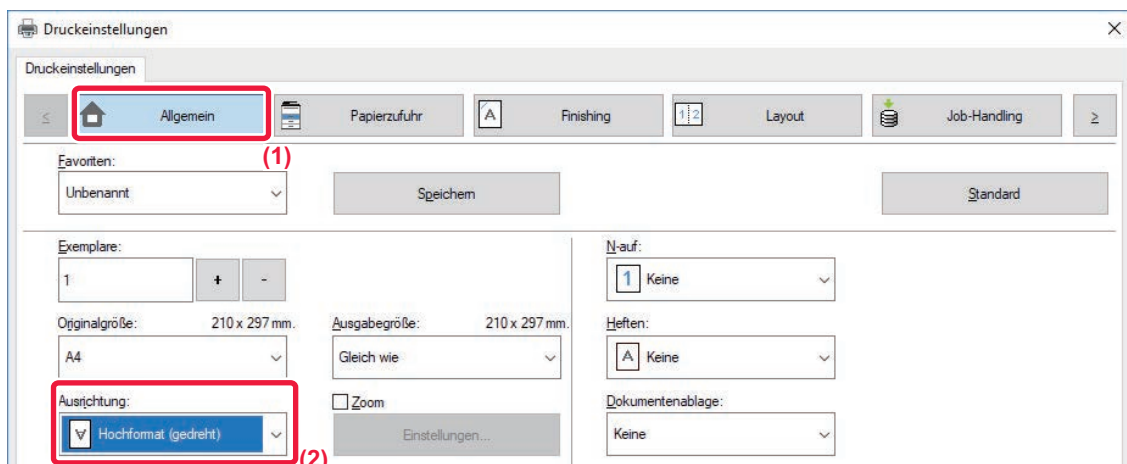 Druckeinstellungen
Druckeinstellungen
≤ Allgemein Papierzufuhr A Finishing 1 2 Layout Job-Handling ≥
(1)
Favoriten:
Unbenannt Speichern Standard
Exemplare: N-auf:
1 + - 1 Keine
Originalgröße: 210 x 297 mm. Ausgabegröße: 210 x 297 mm. Heften:
A4 Gleich wie A Keine
Ausrichtung: Zoom Dokumentenablage:
A Hochformat (gedreht) Einstellungen... Keine
(2)